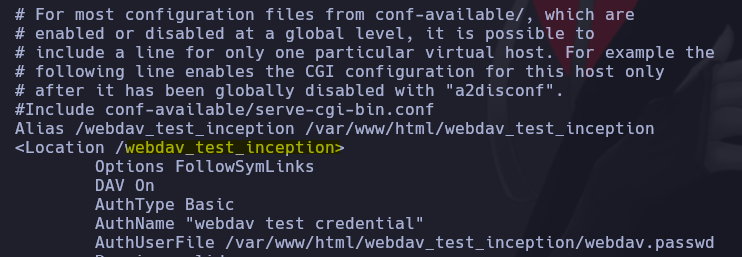 # For most configuration files from conf-available/, which are
# enabled or disabled at a global level, it is possible to
# include a line for only one particular virtual host. For example the
# following line enables the CGI configuration for this host only
# after it has been globally disabled with "a2disconf".
#Include conf-available/serve-cgi-bin.conf
Alias /webdav_test_inception /var/www/html/webdav_test_inception
<Location /webdav_test_inception>
Options FollowSymLinks
DAV On
AuthType Basic
AuthName "webdav test credential"
AuthUserFile /var/www/html/webdav_test_inception/webdav.passwd